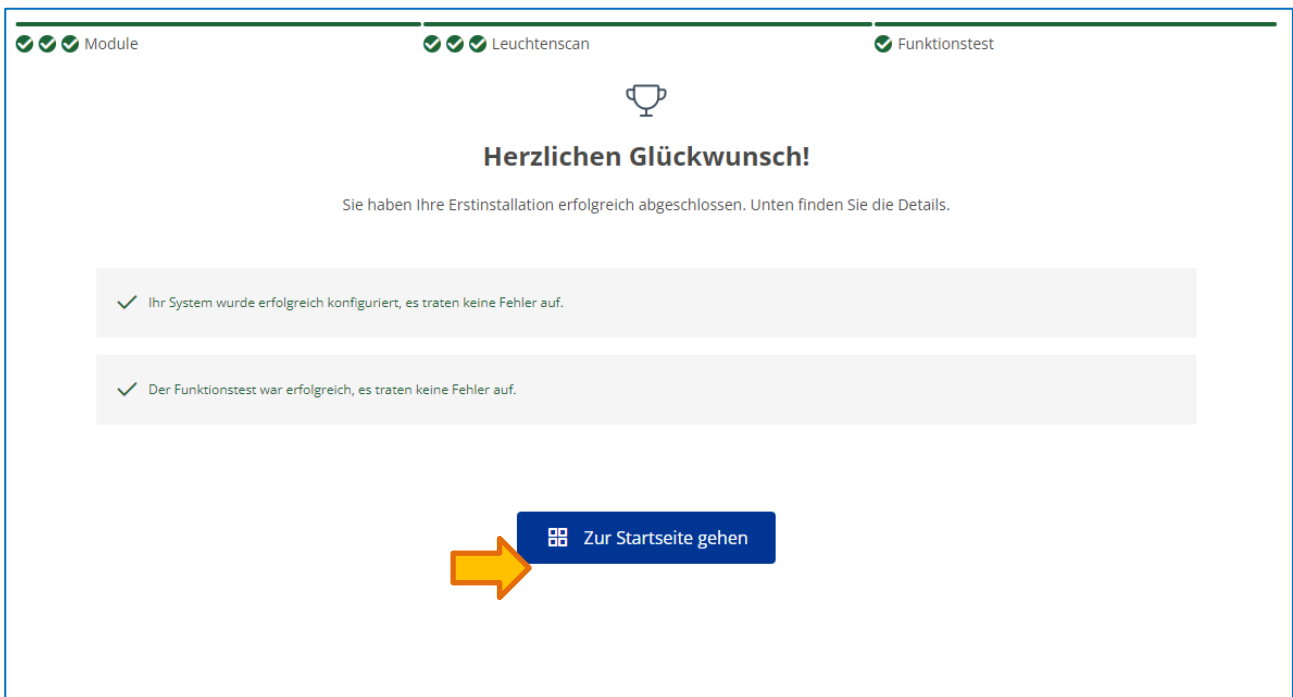 Module
Leuchtenscan
Funktionstest
Herzlichen Glückwunsch!
Sie haben Ihre Erstinstallation erfolgreich abgeschlossen. Unten finden Sie die Details.
Ihr System wurde erfolgreich konfiguriert, es traten keine Fehler auf.
Der Funktionstest war erfolgreich, es traten keine Fehler auf.
Zur Startseite gehen